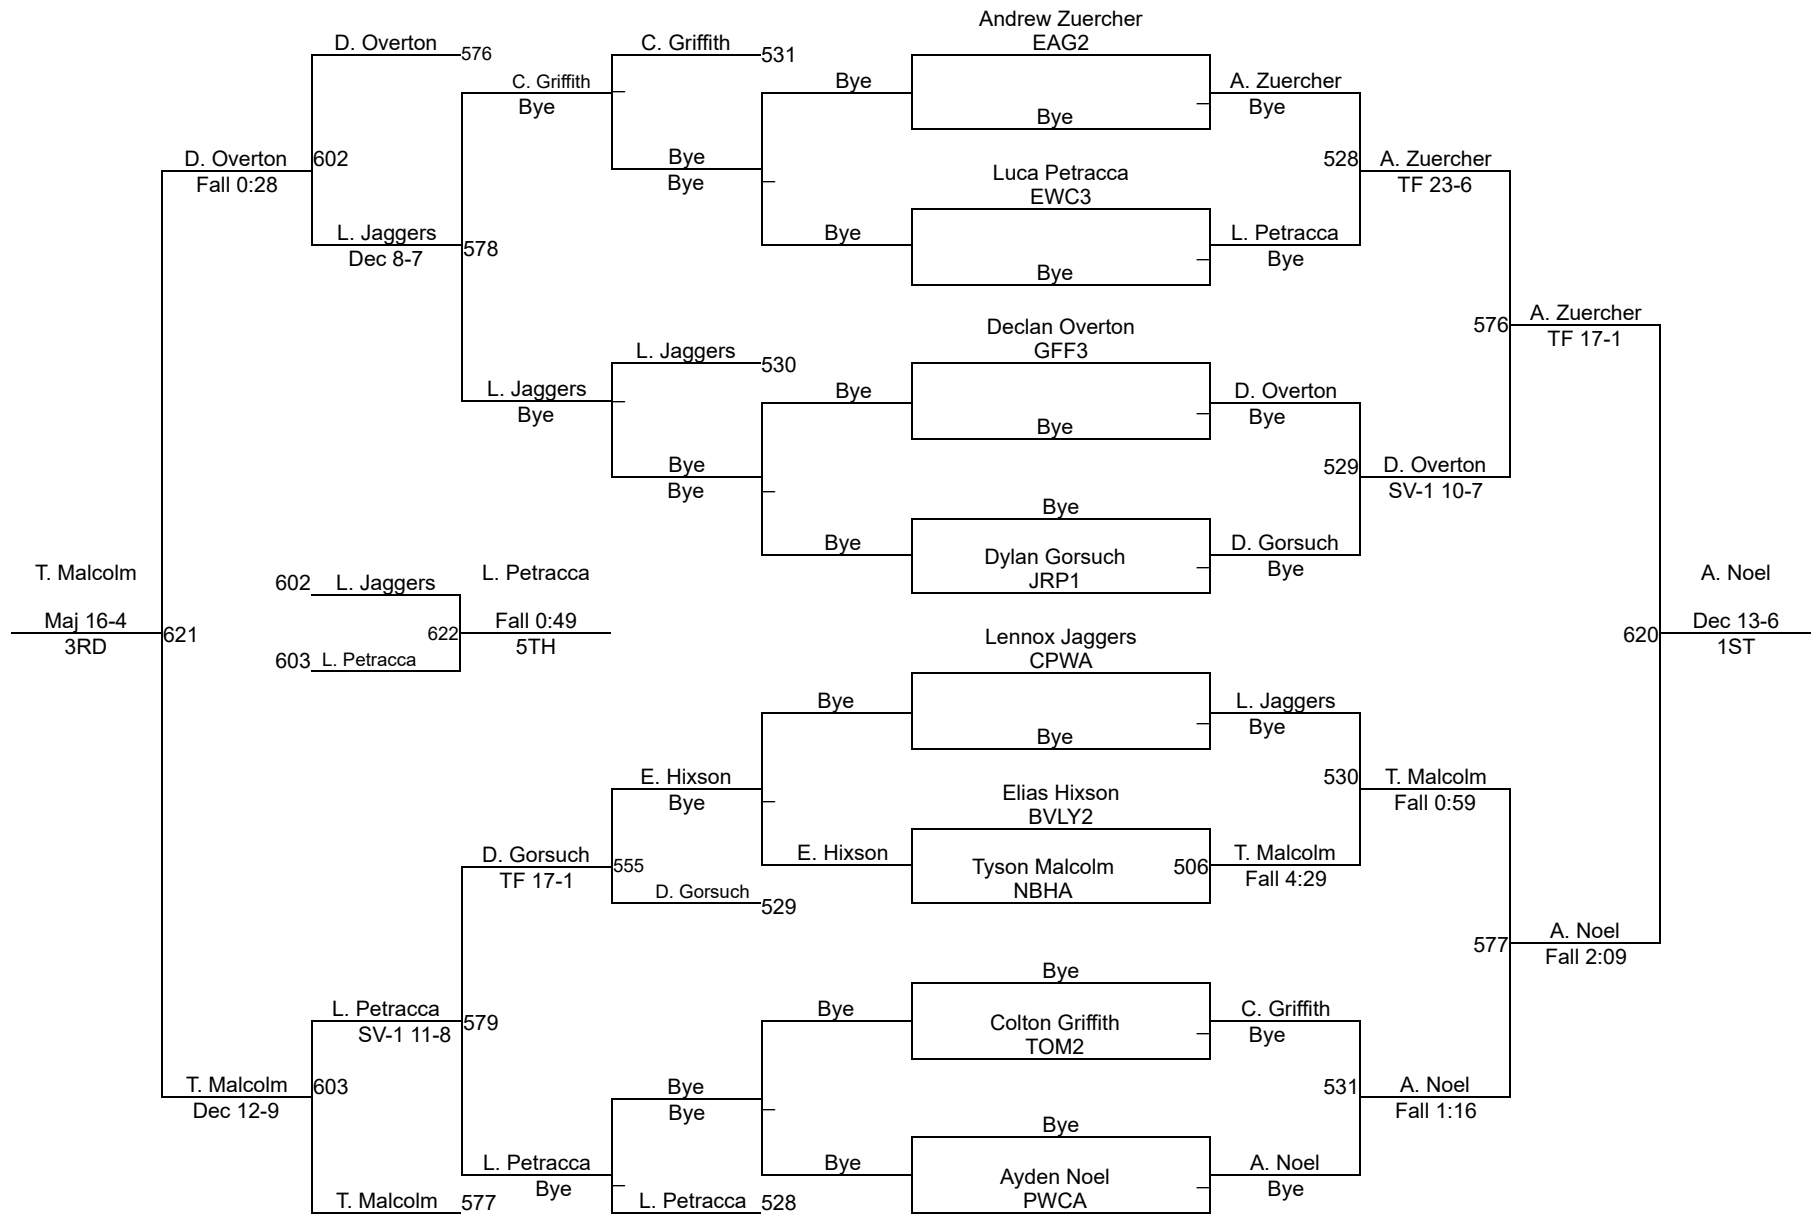 Andrew Zuercher
EAG2
D. Overton
576
C. Griffith
531
C. Griffith
Bye
Bye
Bye
A. Zuercher
Bye
D. Overton
Fall 0:28
602
Bye
Bye
Luca Petracca
EWC3
528
A. Zuercher
TF 23-6
L. Jaggers
Dec 8-7
578
Bye
Bye
L. Petracca
Bye
Declan Overton
GFF3
576
A. Zuercher
TF 17-1
L. Jaggers
530
L. Jaggers
Bye
Bye
Bye
D. Overton
Bye
Bye
Bye
529
D. Overton
SV-1 10-7
Bye
Bye
Dylan Gorsuch
JRP1
D. Gorsuch
Bye
T. Malcolm
Maj 16-4
3RD
621
602
L. Jaggers
603
L. Petracca
622
L. Petracca
Fall 0:49
5TH
620
A. Noel
Dec 13-6
1ST
Lennox Jaggers
CPWA
Bye
Bye
L. Jaggers
Bye
E. Hixson
Bye
Elias Hixson
BVLY2
530
T. Malcolm
Fall 0:59
D. Gorsuch
TF 17-1
555
E. Hixson
Tyson Malcolm
NBHA
506
T. Malcolm
Fall 4:29
D. Gorsuch
529
577
A. Noel
Fall 2:09
Bye
L. Petracca
SV-1 11-8
579
Bye
Colton Griffith
TOM2
C. Griffith
Bye
T. Malcolm
Dec 12-9
603
Bye
Bye
531
A. Noel
Fall 1:16
Bye
L. Petracca
Bye
Bye
Ayden Noel
PWCA
A. Noel
Bye
T. Malcolm
577
L. Petracca
528